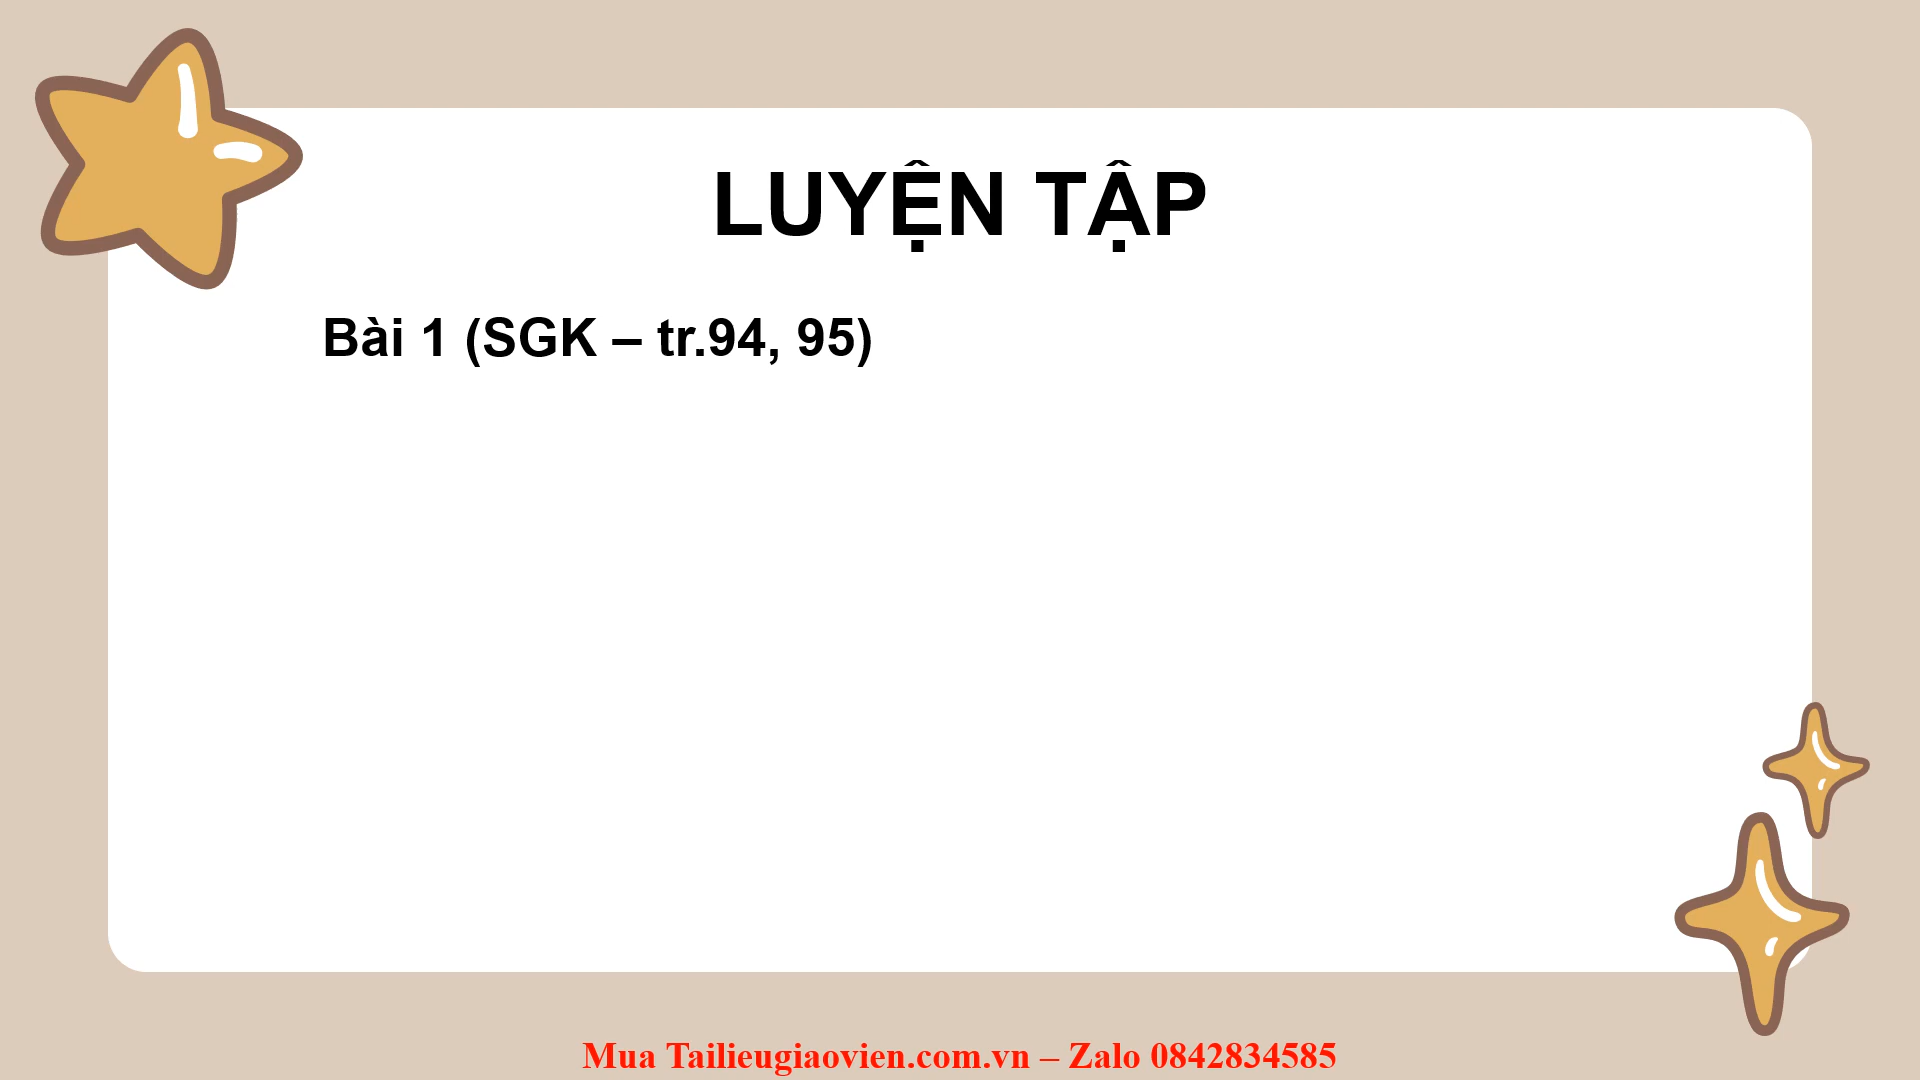 LUYỆN TẬP
Bài 1 (SGK – tr.94, 95)
Mua Tailieugiaovien.com.vn – Zalo 0842834585